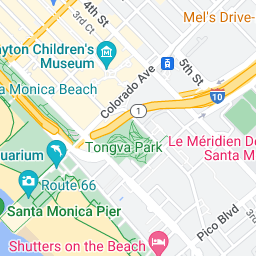 4th St
Mel's Drive-
3rd Ct
yton Children's
Museum
Colorado Ave
5th St
a Monica Beach
10
1
Tongva Park
Le Méridien De
Santa M
quarium
Route 66
Santa Monica Pier
Pico Blvd
Shutters on the Beach